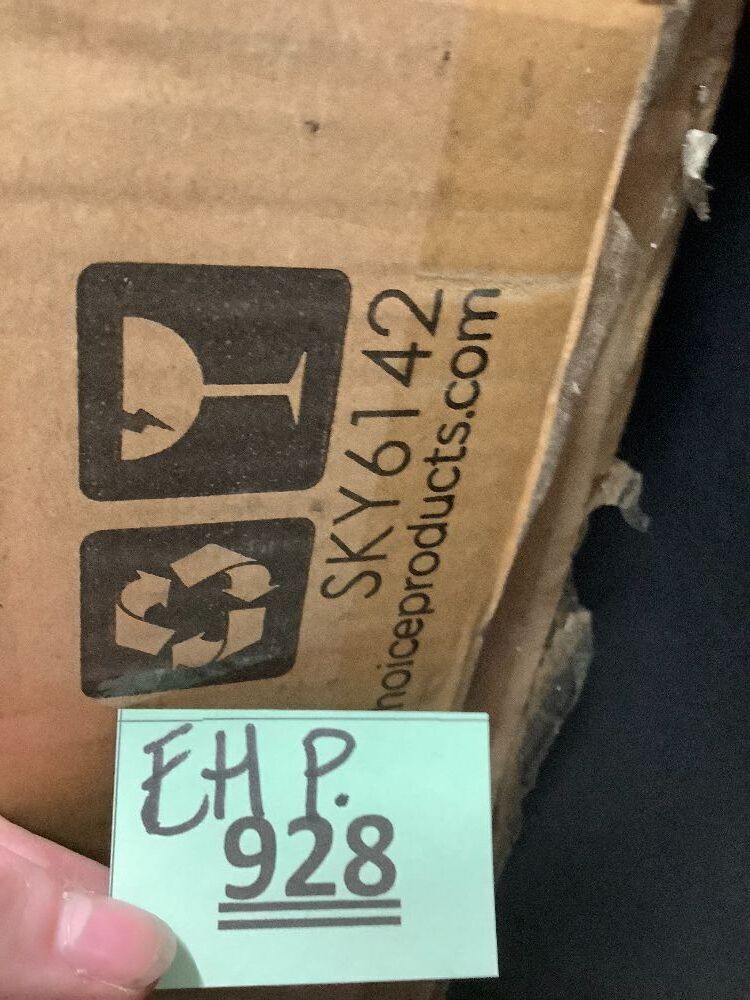 SKY6142
hoiceproducts.com
EH P.
928